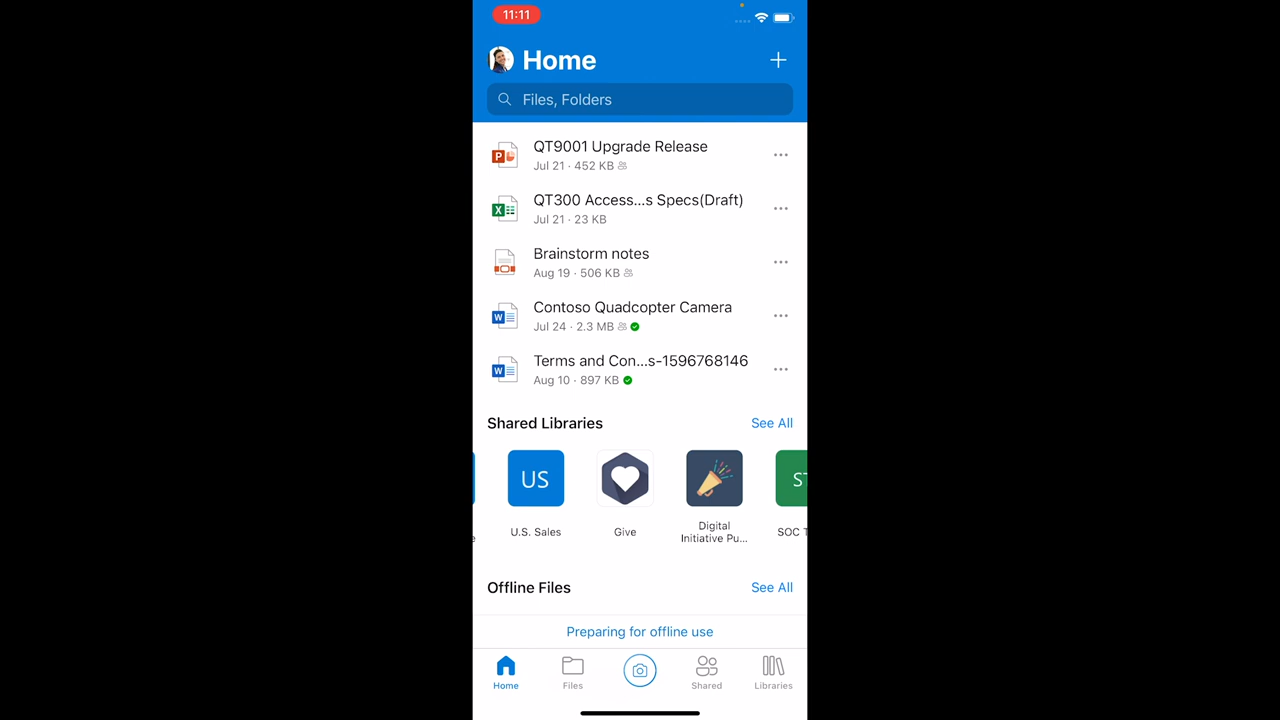 11:11
Home
Files, Folders
P
QT9001 Upgrade Release
Jul 21 · 452 KB
X
QT300 Access...s Specs(Draft)
Jul 21 · 23 KB
Brainstorm notes
Aug 19 · 506 KB
W
Contoso Quadcopter Camera
Jul 24 · 2.3 MB
W
Terms and Con...s-1596768146
Aug 10 · 897 KB
Shared Libraries
See All
US
ST
U.S. Sales
Give
Digital
Initiative Pu...
SOC T
Offline Files
See All
Preparing for offline use
Home
Files
Shared
Libraries